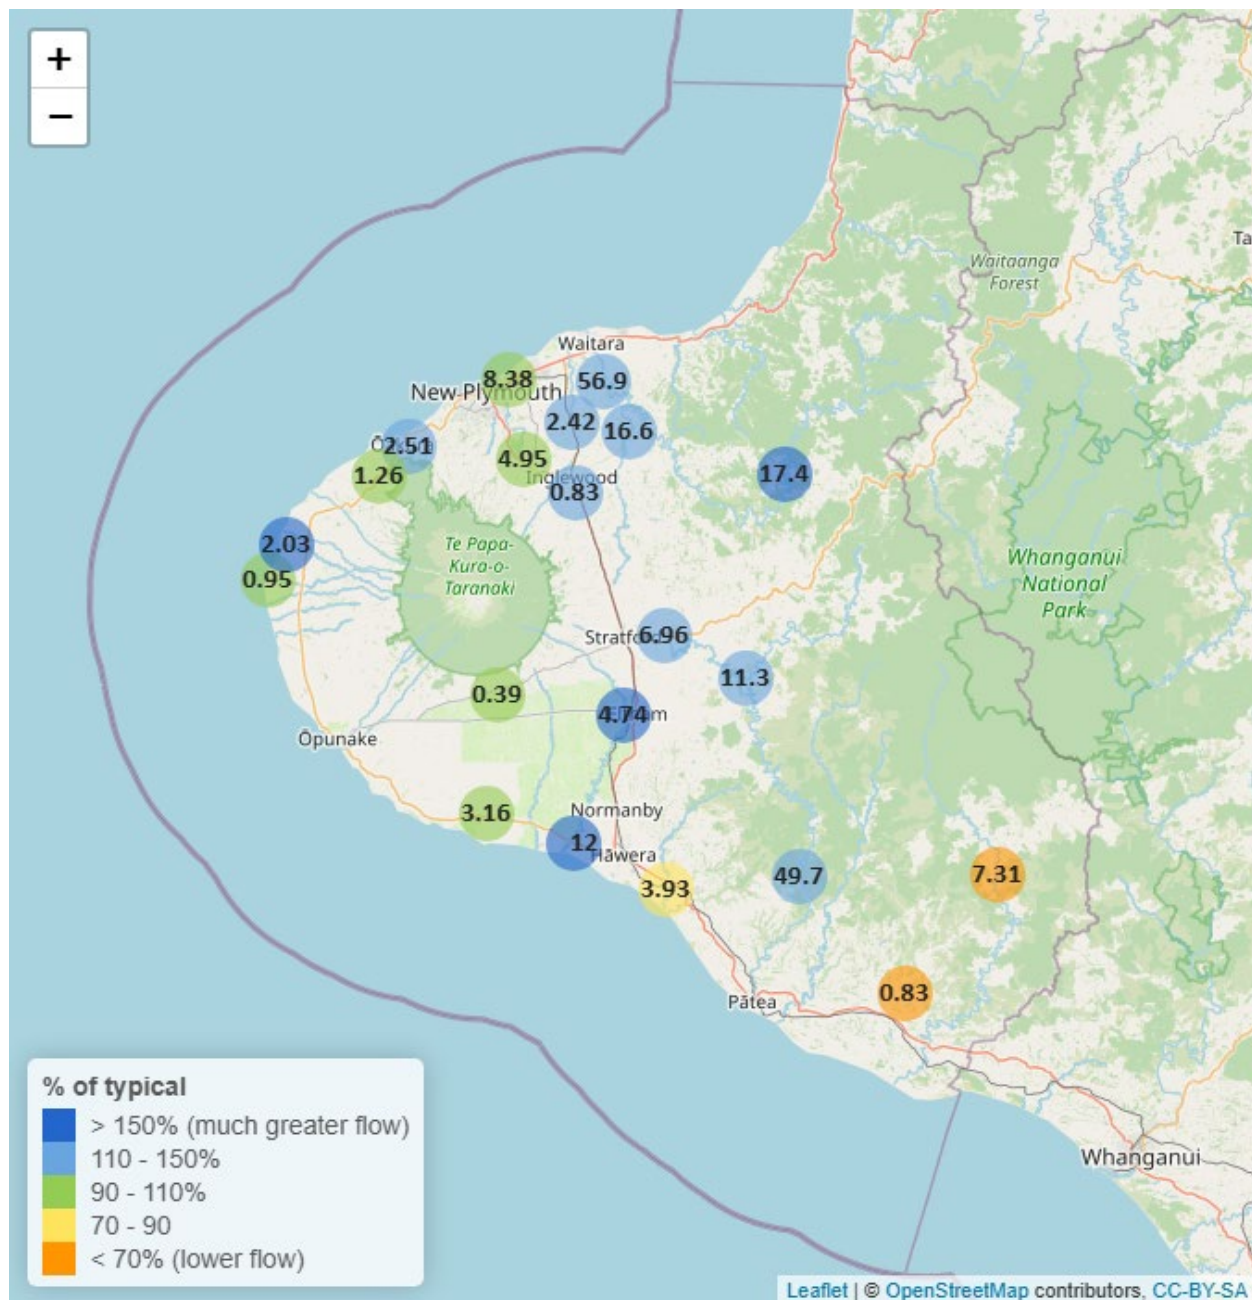 +
−
Ta
Waitaanga
Forest
Waitara
8.38
56.9
New Plymouth
2.42
16.6
2.51
4.95
1.26
17.4
Inglewood
0.83
2.03
Te Papa-
Kura-o-
Taranaki
0.95
Whanganui
National
Park
Stratford
6.96
11.3
0.39
4.74
Ōpunake
3.16
Normanby
12
Hāwera
3.93
49.7
7.31
0.83
Pātea
% of typical
> 150% (much greater flow)
110 - 150%
90 - 110%
70 - 90
< 70% (lower flow)
Whanganui
Leaflet | © OpenStreetMap contributors, CC-BY-SA